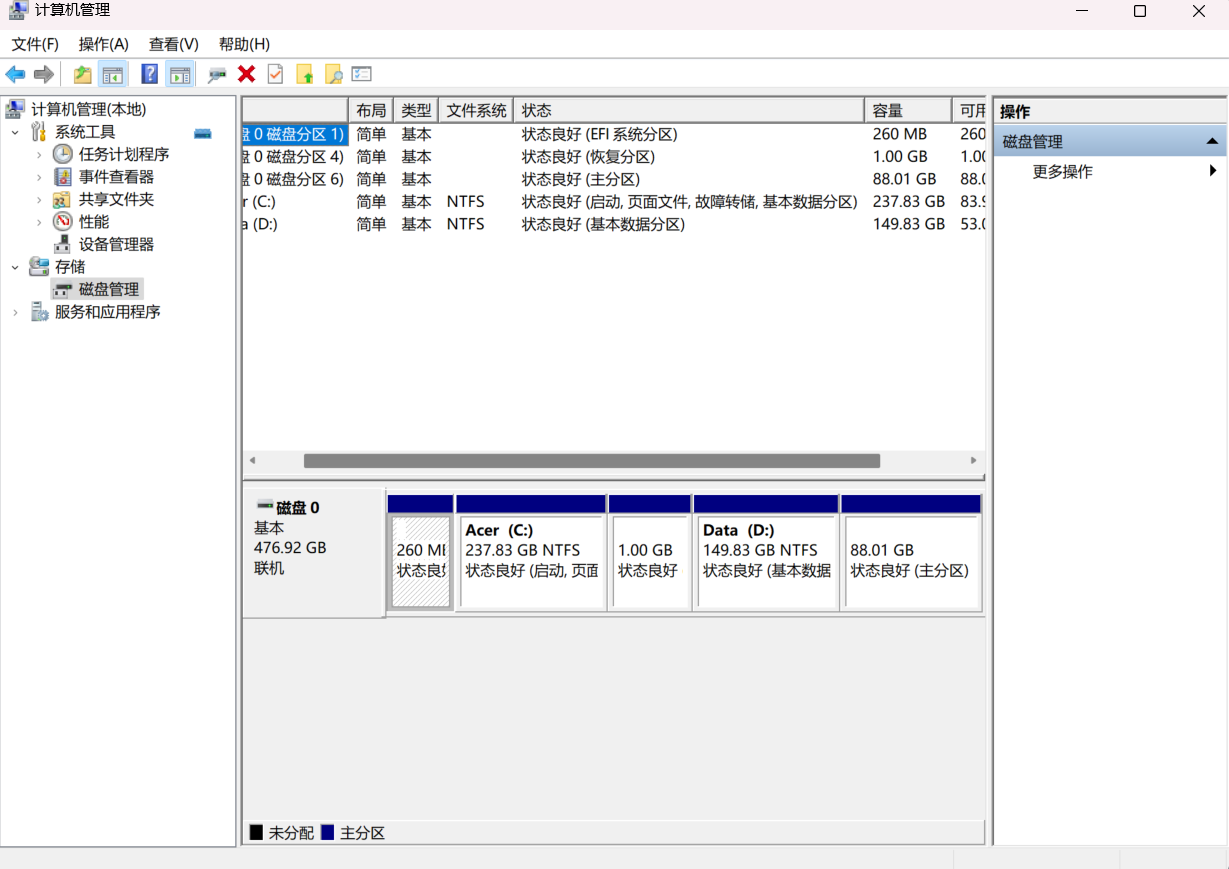 计算机管理
文件(F) 操作(A) 查看(V) 帮助(H)
计算机管理(本地)
系统工具
任务计划程序
事件查看器
共享文件夹
性能
设备管理器
存储
磁盘管理
服务和应用程序
布局 类型 文件系统 状态 容量 可用
盘 0 磁盘分区 1) 简单 基本 状态良好 (EFI 系统分区) 260 MB 260
盘 0 磁盘分区 4) 简单 基本 状态良好 (恢复分区) 1.00 GB 1.00
盘 0 磁盘分区 6) 简单 基本 状态良好 (主分区) 88.01 GB 88.0
r (C:) 简单 基本 NTFS 状态良好 (启动, 页面文件, 故障转储, 基本数据分区) 237.83 GB 83.9
a (D:) 简单 基本 NTFS 状态良好 (基本数据分区) 149.83 GB 53.0
磁盘 0
基本
476.92 GB
联机
260 MB
状态良好
Acer (C:)
237.83 GB NTFS
状态良好 (启动, 页面
1.00 GB
状态良好
Data (D:)
149.83 GB NTFS
状态良好 (基本数据
88.01 GB
状态良好 (主分区)
未分配 主分区
操作
磁盘管理
更多操作